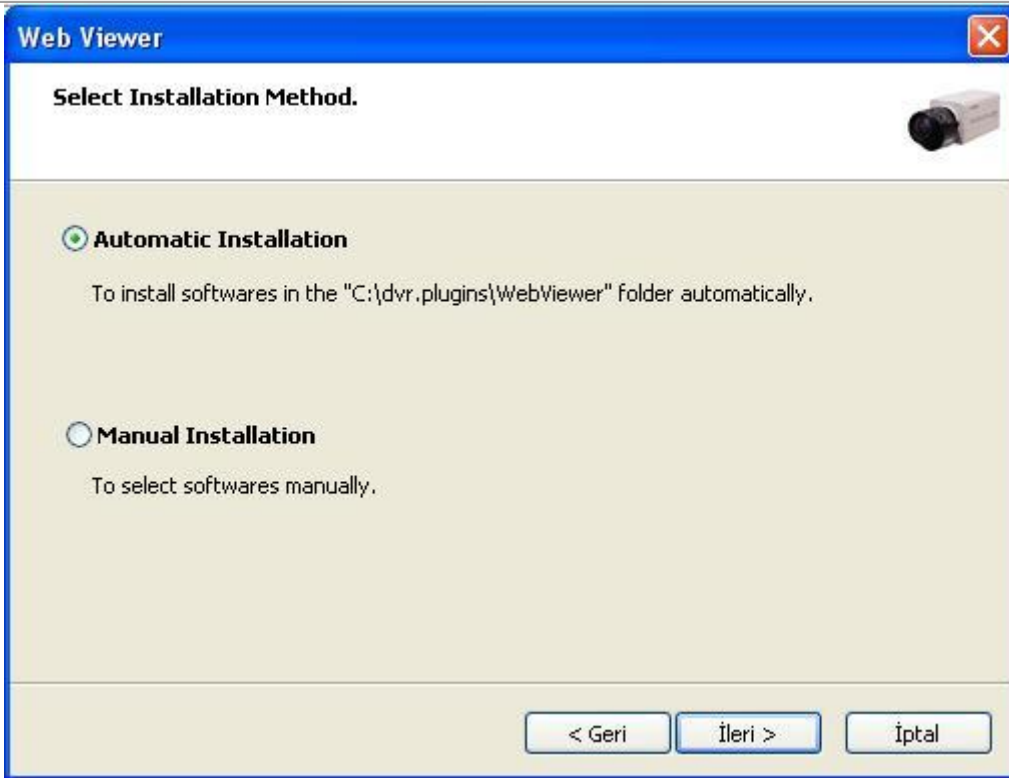 Web Viewer
Select Installation Method.
Automatic Installation
To install softwares in the "C:\dvr.plugins\WebViewer" folder automatically.
Manual Installation
To select softwares manually.
< Geri
İleri >
İptal